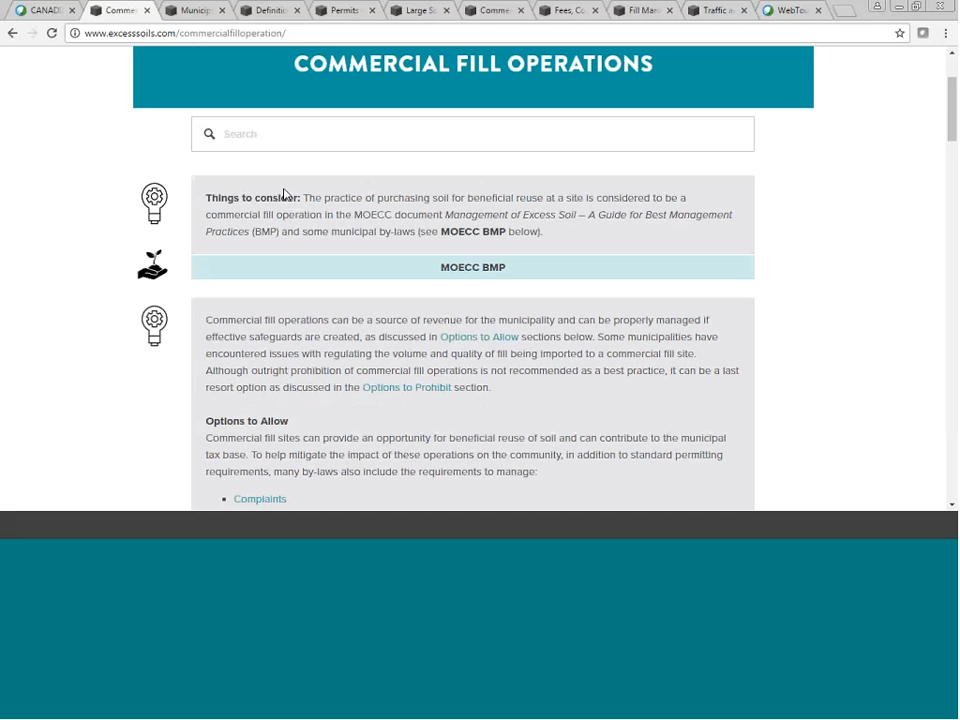 CANADI
Commer
Municip
Definitio
Permits
Large S
Comme
Fees, Co
Fill Man
Traffic a
WebTou
www.excesssoils.com/commercialfilloperation/
COMMERCIAL FILL OPERATIONS
Search
Things to consider: The practice of purchasing soil for beneficial reuse at a site is considered to be a
commercial fill operation in the MOECC document Management of Excess Soil – A Guide for Best Management
Practices (BMP) and some municipal by-laws (see MOECC BMP below).
MOECC BMP
Commercial fill operations can be a source of revenue for the municipality and can be properly managed if
effective safeguards are created, as discussed in Options to Allow sections below. Some municipalities have
encountered issues with regulating the volume and quality of fill being imported to a commercial fill site.
Although outright prohibition of commercial fill operations is not recommended as a best practice, it can be a last
resort option as discussed in the Options to Prohibit section.
Options to Allow
Commercial fill sites can provide an opportunity for beneficial reuse of soil and can contribute to the municipal
tax base. To help mitigate the impact of these operations on the community, in addition to standard permitting
requirements, many by-laws also include the requirements to manage:
▪ Complaints